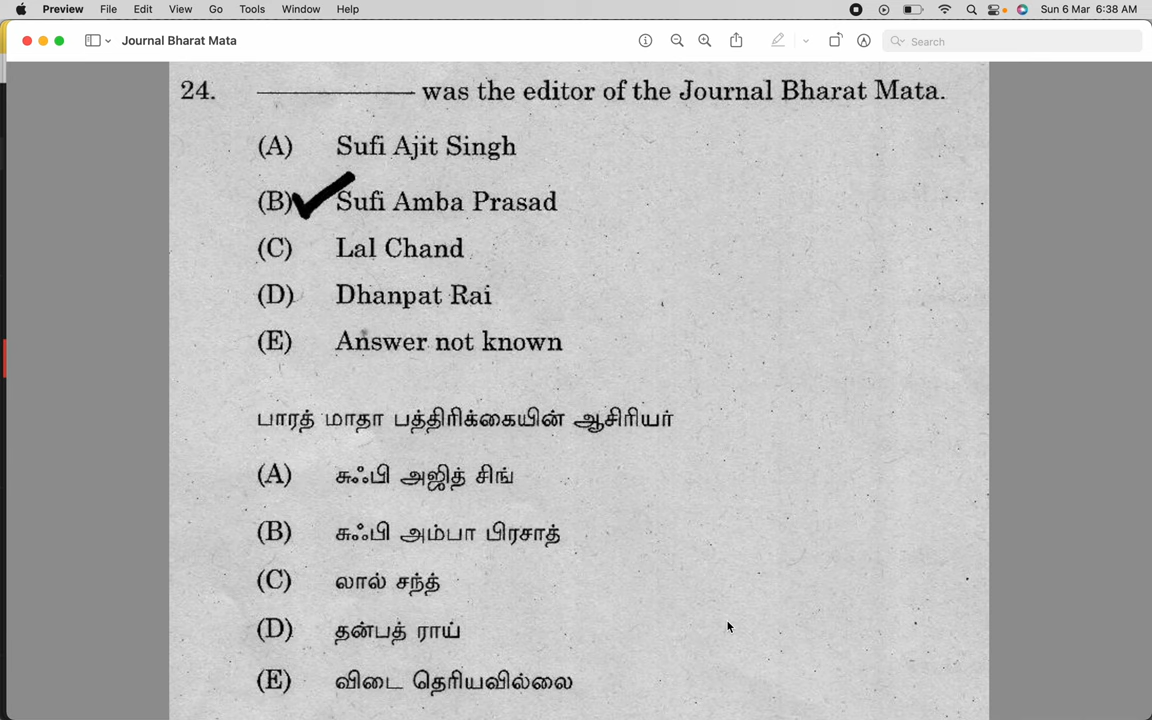 Preview File Edit View Go Tools Window Help Sun 6 Mar 6:38 AM
Journal Bharat Mata Search
24. ———— was the editor of the Journal Bharat Mata.
(A) Sufi Ajit Singh
(B) Sufi Amba Prasad
(C) Lal Chand
(D) Dhanpat Rai
(E) Answer not known
பாரத் மாதா பத்திரிக்கையின் ஆசிரியர்
(A) சுஃபி அஜித் சிங்
(B) சுஃபி அம்பா பிரசாத்
(C) லால் சந்த்
(D) தன்பத் ராய்
(E) விடை தெரியவில்லை